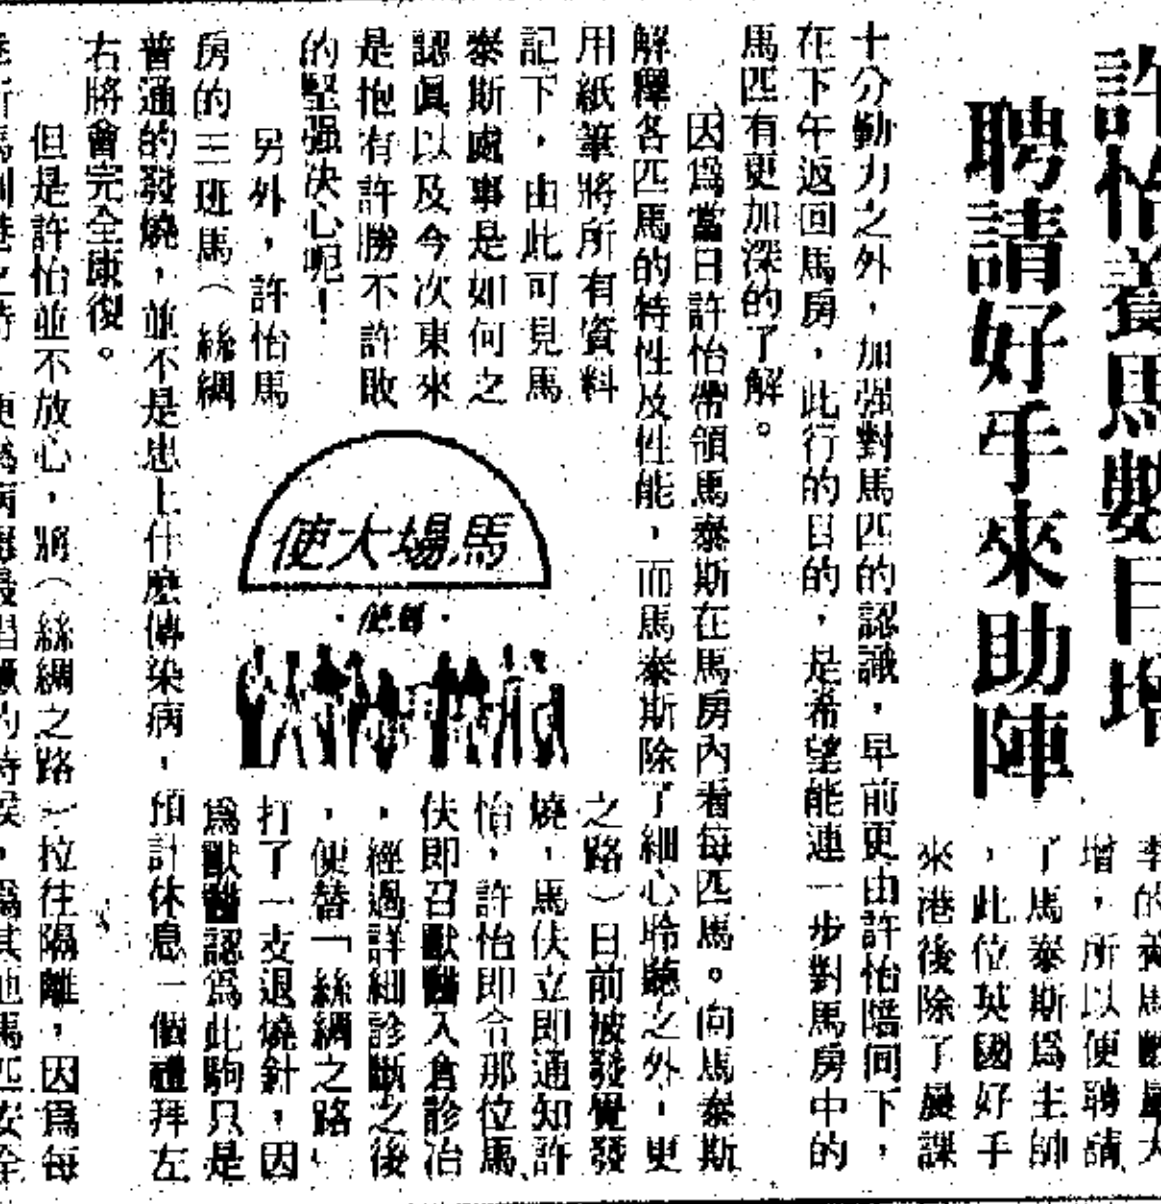 許怡養馬數目增
聘請好手來助陣
增，所以便聘請
了馬泰斯爲主帥
，此位英國好手
來港後除了晨課
十分勤力之外，加强對馬匹的認識，早前更由許怡陪同下，
在下午返回馬房，此行的目的，是希望能連一步對馬房中的
馬匹有更加深的了解。
因爲當日許怡帶領馬泰斯在馬房內看每匹馬。向馬泰斯
解釋各匹馬的特性及性能，而馬泰斯除了細心聆聽之外，更
用紙筆將所有資料
記下，由此可見馬
泰斯處事是如何之
認眞以及今次東來
是抱有許勝不許敗
的堅强決心呢！
另外，許怡馬
房的三班馬（絲綢
之路）日前被發覺發
燒，馬伕立即通知許
怡，許怡即令那位馬
伕即召獸醫入倉診冶
，經過詳細診斷之後
，便替「絲綢之路」
打了一支退燒針，因
爲獸醫認爲此駒只是
普通的發燒，並不是患上什麼傳染病，預計休息一個禮拜左
右將會完全康復。
但是許怡並不放心，將（絲綢之路）拉往隔離，因爲每
馬場大使